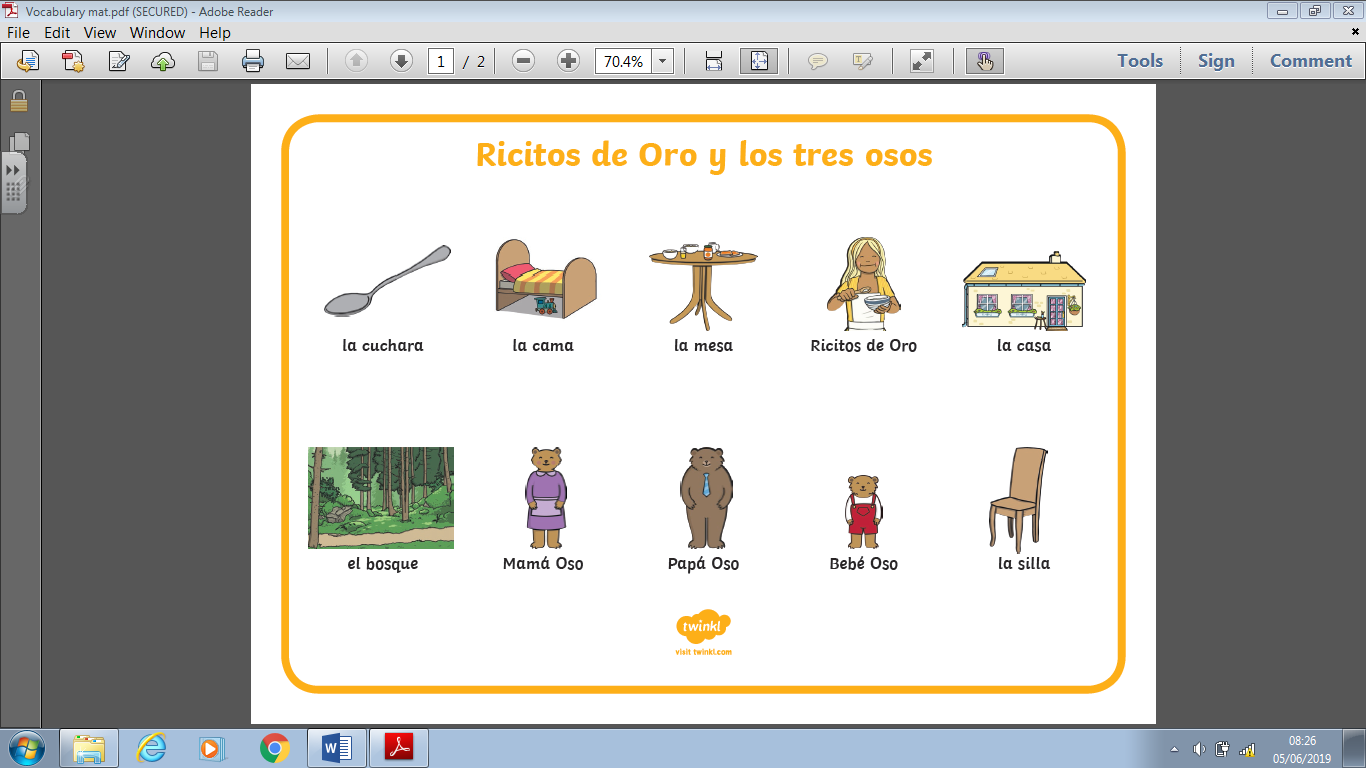 Vocabulary mat.pdf (SECURED) - Adobe Reader
File Edit View Window Help
1 / 2 70.4% Tools Sign Comment
Ricitos de Oro y los tres osos
la cuchara la cama la mesa Ricitos de Oro la casa
el bosque Mamá Oso Papá Oso Bebé Oso la silla
twinkl
visit twinkl.com
08:26
05/06/2019